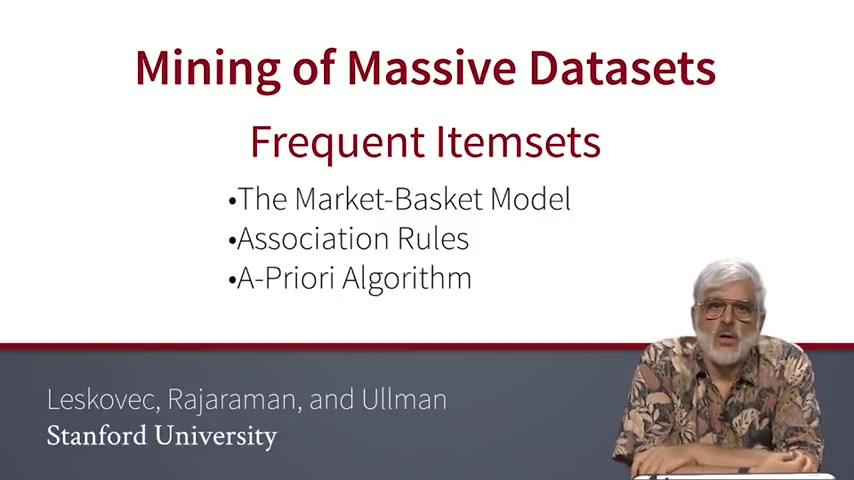 Mining of Massive Datasets
Frequent Itemsets
•The Market-Basket Model
•Association Rules
•A-Priori Algorithm
Leskovec, Rajaraman, and Ullman
Stanford University